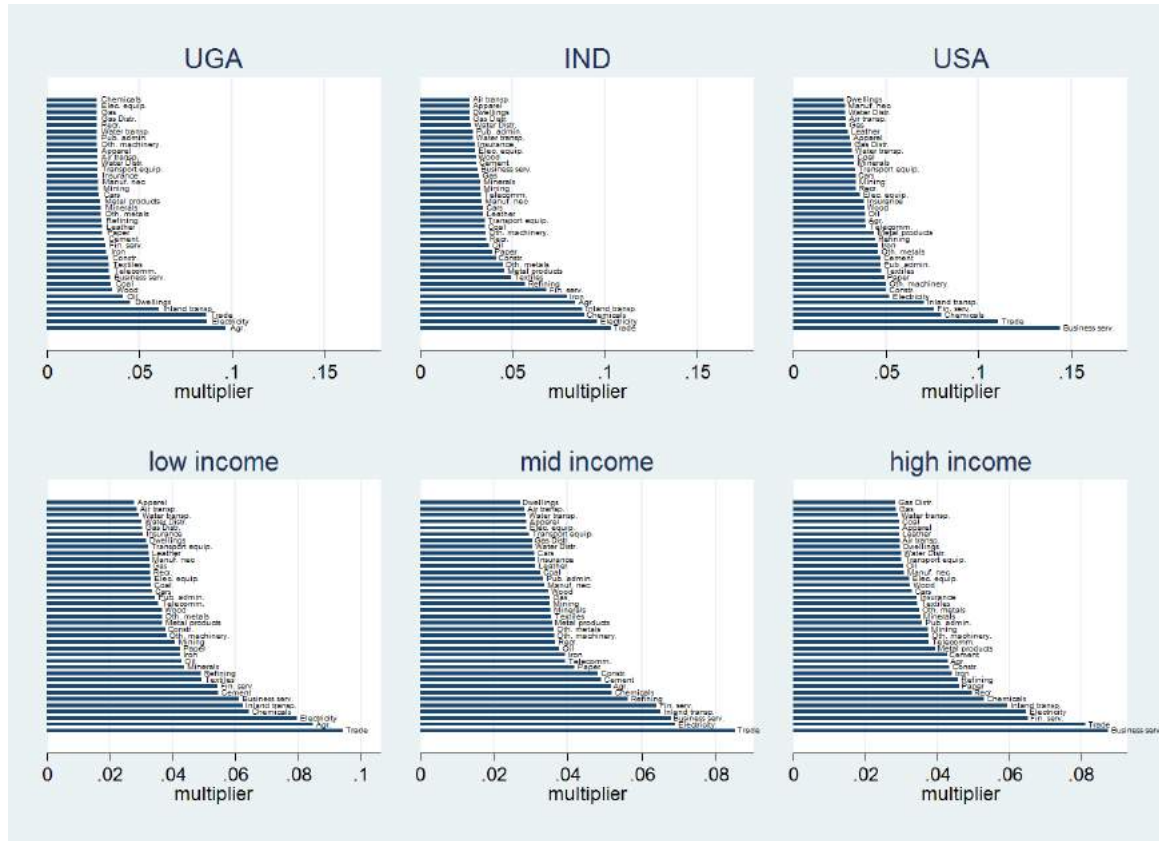 UGA
Chemicals
Elec. equip.
Gas
Gas Distr.
Recr.
Water transp.
Pub. admin.
Oth. machinery
Apparel
Air transp.
Water Distr.
Transport equip.
Insurance
Manuf. nec
Mining
Cars
Metal products
Minerals
Oth. metals
Refining
Leather
Paper
Cement
Fin. serv.
Iron
Constr.
Textiles
Telecomm.
Business serv.
Coal
Wood
Oil
Dwellings
Inland transp.
Trade
Electricity
Agr
0 .05 .1 .15
multiplier
IND
Air transp.
Apparel
Dwellings
Gas Distr.
Water Distr.
Pub. admin.
Water transp.
Insurance
Elec. equip.
Wood
Cement
Business serv.
Gas
Minerals
Mining
Telecomm.
Manuf. nec
Cars
Leather
Transport equip.
Coal
Oth. machinery.
Recr.
Oil
Paper
Constr.
Oth. metals
Metal products
Textiles
Refining
Fin. serv.
Iron
Agr
Inland transp.
Chemicals
Electricity
Trade
0 .05 .1 .15
multiplier
USA
Dwellings
Manuf. nec
Water Distr.
Air transp.
Gas
Leather
Apparel
Gas Distr.
Water transp.
Coal
Minerals
Transport equip.
Cars
Mining
Recr.
Elec. equip.
Insurance
Wood
Oil
Agr.
Telecomm.
Metal products
Refining
Iron
Oth. metals
Cement
Pub. admin.
Textiles
Paper
Oth. machinery
Constr.
Electricity
Inland transp.
Fin. serv.
Chemicals
Trade
Business serv.
0 .05 .1 .15
multiplier
low income
Apparel
Air transp.
Water transp.
Water Distr.
Gas Distr.
Insurance
Dwellings
Transport equip.
Leather
Manuf. nec
Gas
Recr.
Elec. equip.
Coal
Cars
Pub. admin.
Telecomm.
Wood
Oth. metals
Metal products
Constr.
Oth. machinery.
Mining
Paper
Iron
Oil
Minerals
Refining
Textiles
Fin. serv.
Cement
Business serv.
Inland transp.
Chemicals
Electricity
Agr
Trade
0 .02 .04 .06 .08 .1
multiplier
mid income
Dwellings
Air transp.
Water transp.
Apparel
Elec. equip.
Transport equip.
Gas Distr.
Water Distr.
Cars
Insurance
Leather
Coal
Pub. admin.
Manuf. nec
Wood
Gas
Mining
Minerals
Textiles
Metal products
Oth. metals
Oth. machinery.
Recr
Oil
Iron
Telecomm.
Paper
Constr
Cement
Agr
Chemicals
Refining
Fin. serv.
Inland transp.
Business serv.
Electricity
Trade
0 .02 .04 .06 .08
multiplier
high income
Gas Distr.
Gas
Water transp.
Coal
Apparel
Leather
Air transp.
Dwellings
Water Distr.
Transport equip.
Oil
Manuf. nec
Elec. equip
Wood
Cars
Insurance
Textiles
Oth. metals
Minerals
Pub. admin.
Mining
Oth. machinery.
Telecomm.
Metal products
Cement
Agr
Constr
Iron
Refining
Paper
Recr
Chemicals
Inland transp.
Electricity
Fin. serv.
Trade
Business serv
0 .02 .04 .06 .08
multiplier